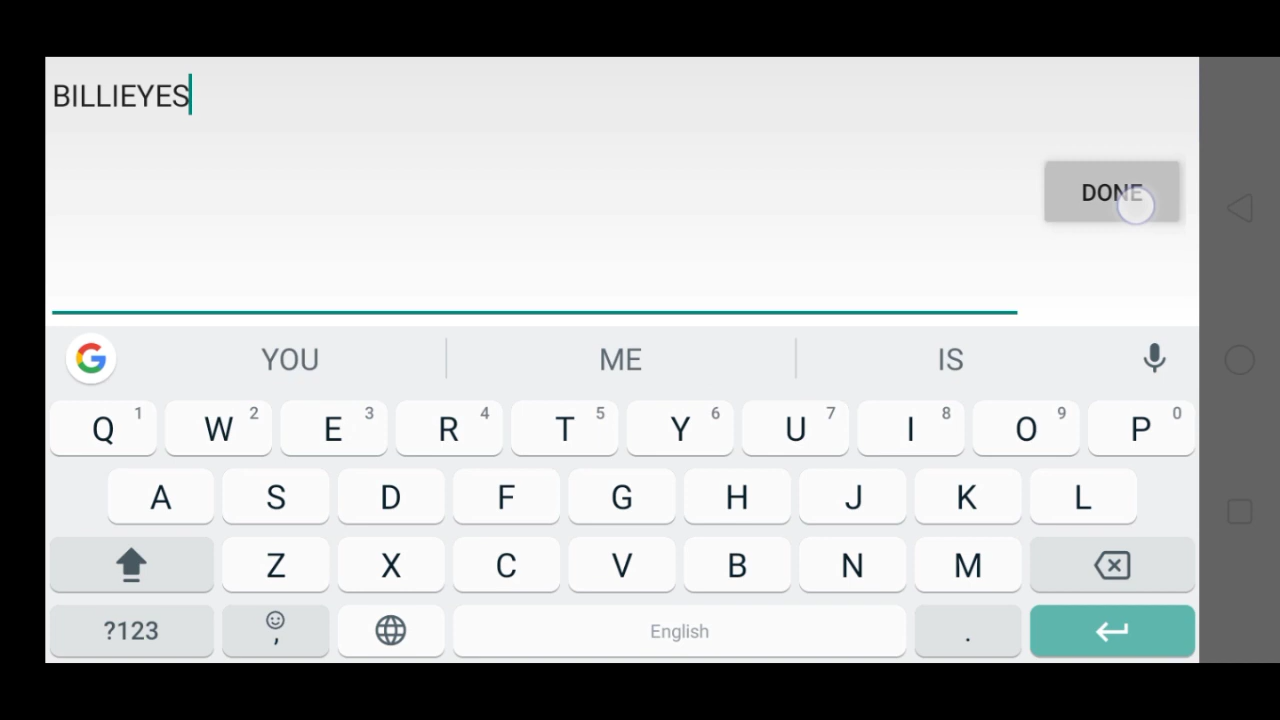 BILLIEYES
DONE
YOU ME IS
Q 1 W 2 E 3 R 4 T 5 Y 6 U 7 I 8 O 9 P 0
A S D F G H J K L
Z X C V B N M
?123 , English .